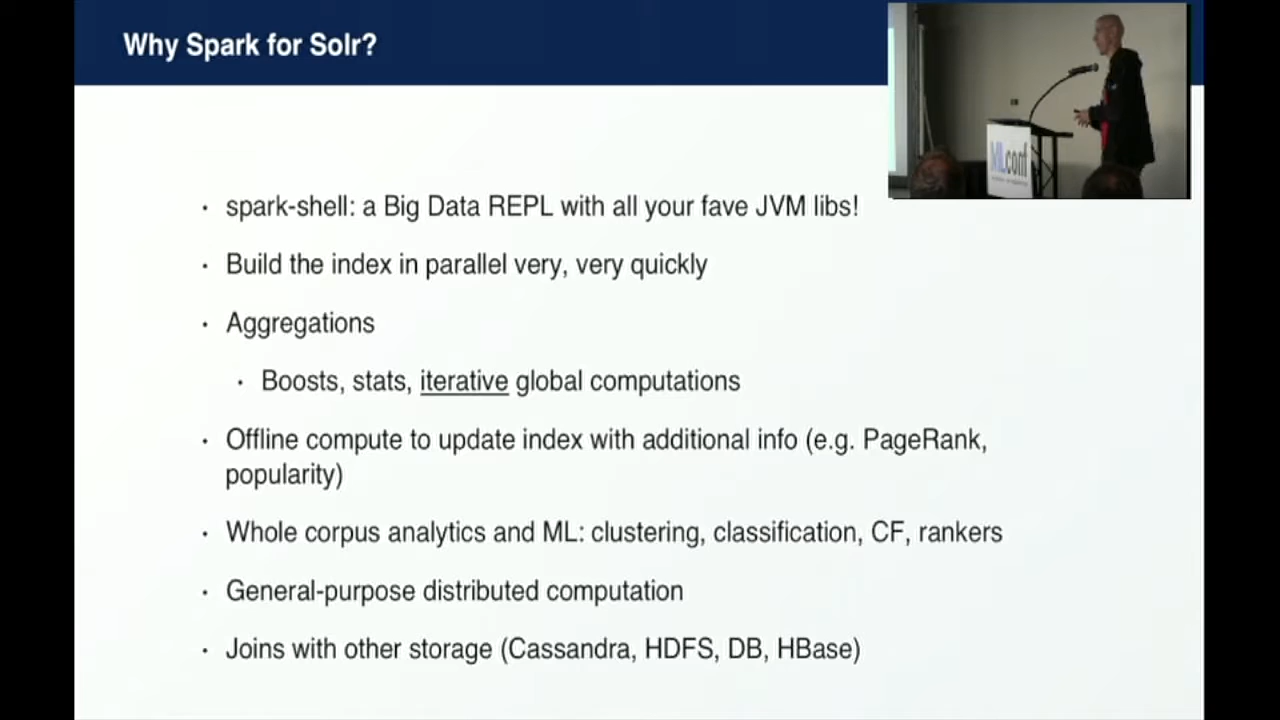 Why Spark for Solr?
MLconf
· spark-shell: a Big Data REPL with all your fave JVM libs!
· Build the index in parallel very, very quickly
· Aggregations
· Boosts, stats, iterative global computations
· Offline compute to update index with additional info (e.g. PageRank,
popularity)
· Whole corpus analytics and ML: clustering, classification, CF, rankers
· General-purpose distributed computation
· Joins with other storage (Cassandra, HDFS, DB, HBase)